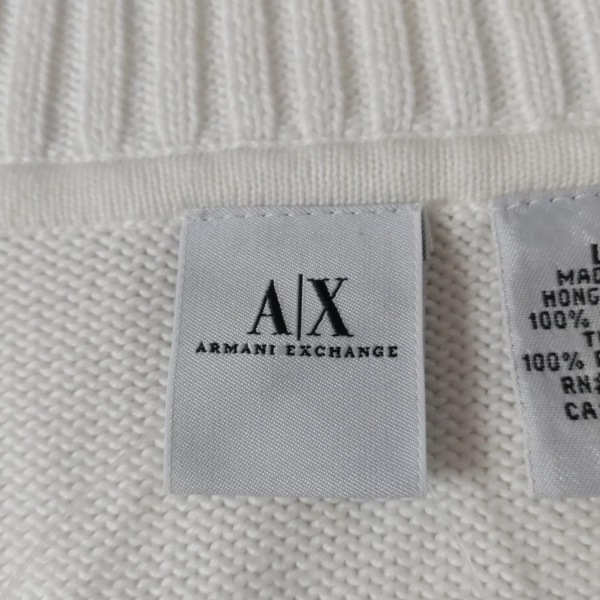 A|X
ARMANI EXCHANGE
L
MAD
HONG
100%
T
100%
RN#
CA